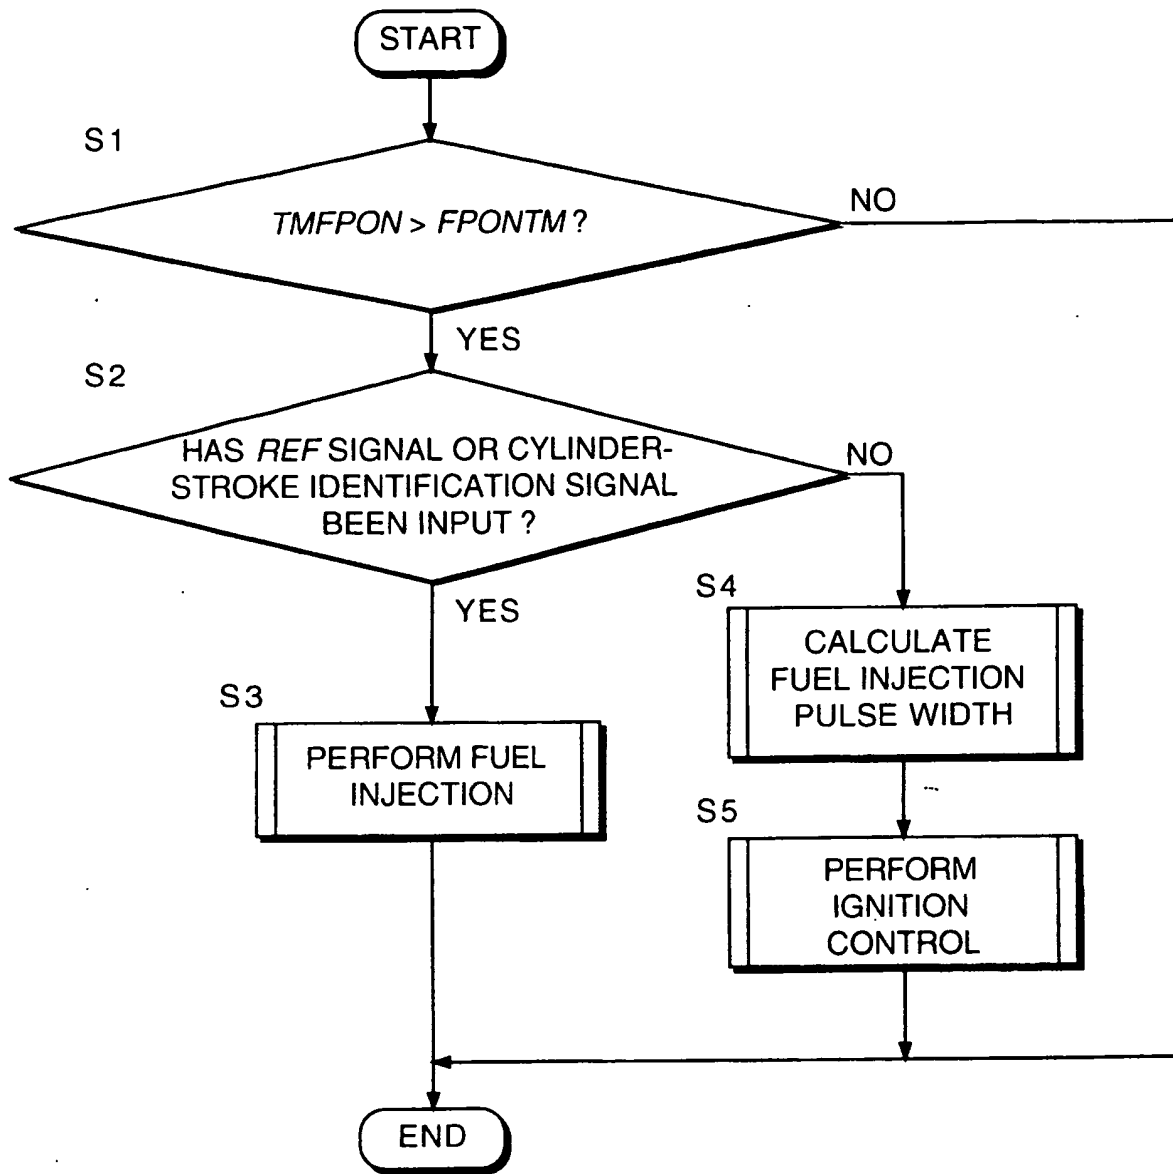 START
S1
TMFPON > FPONTM ?
NO
YES
S2
HAS REF SIGNAL OR CYLINDER-
STROKE IDENTIFICATION SIGNAL
BEEN INPUT ?
NO
YES
S4
CALCULATE
FUEL INJECTION
PULSE WIDTH
S3
PERFORM FUEL
INJECTION
S5
PERFORM
IGNITION
CONTROL
END